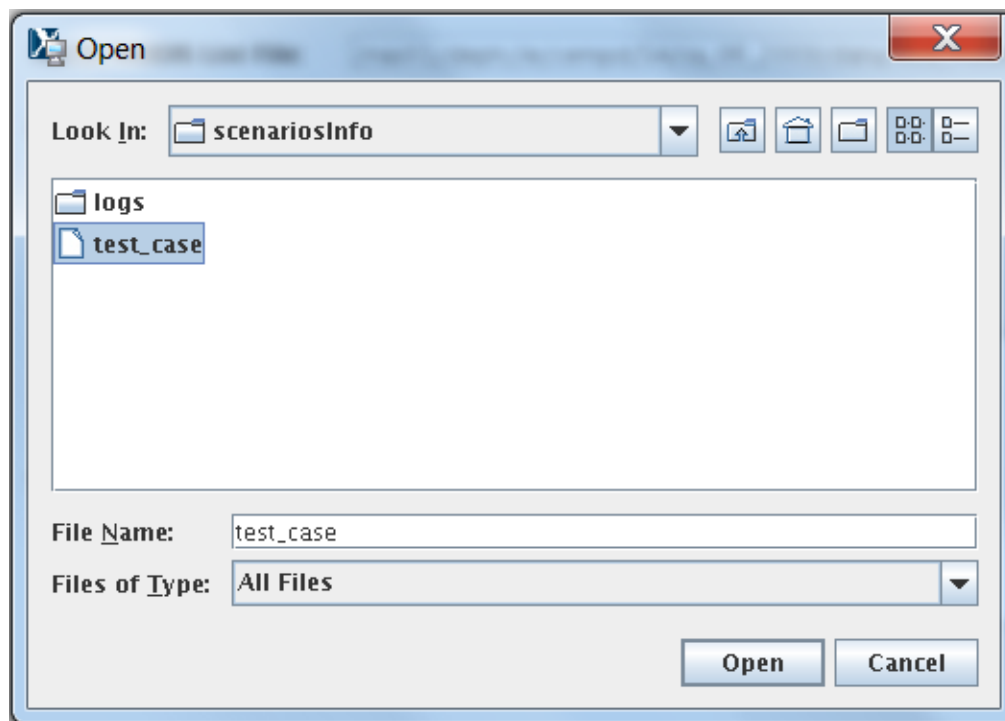 Open
Look In: scenariosInfo
logs
test_case
File Name: test_case
Files of Type: All Files
Open Cancel